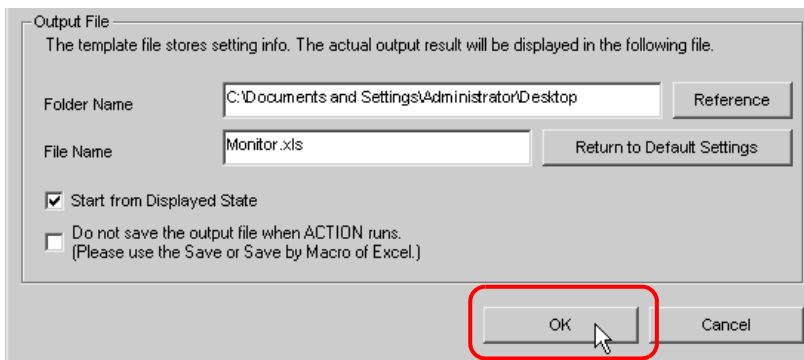 Output File
The template file stores setting info. The actual output result will be displayed in the following file.
Folder Name
C:\Documents and Settings\Administrator\Desktop
Reference
File Name
Monitor.xls
Return to Default Settings
Start from Displayed State
Do not save the output file when ACTION runs.
(Please use the Save or Save by Macro of Excel.)
OK
Cancel